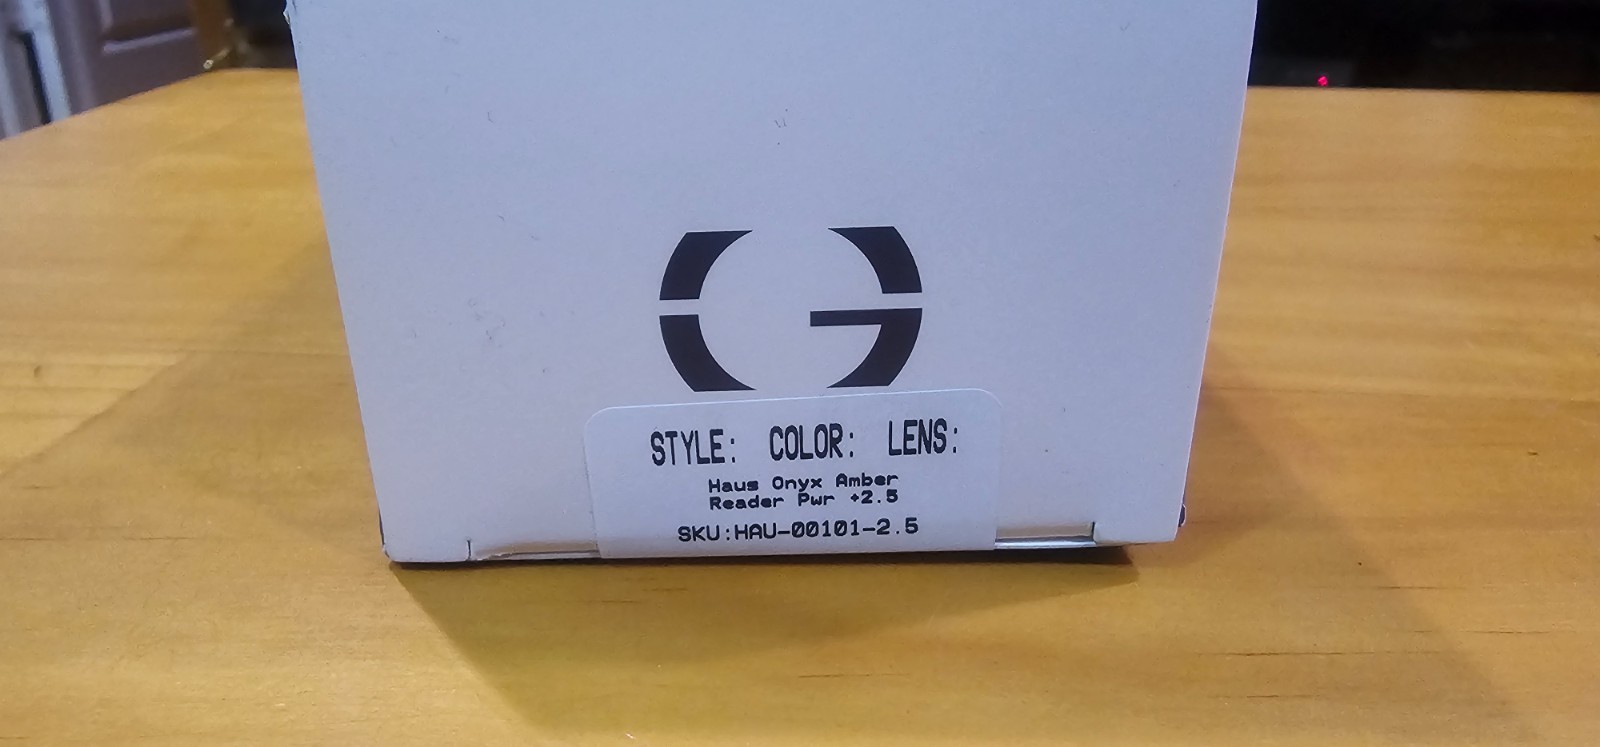 STYLE: COLOR: LENS:
Haus Onyx Amber
Reader Pwr +2.5
SKU:HAU-00101-2.5